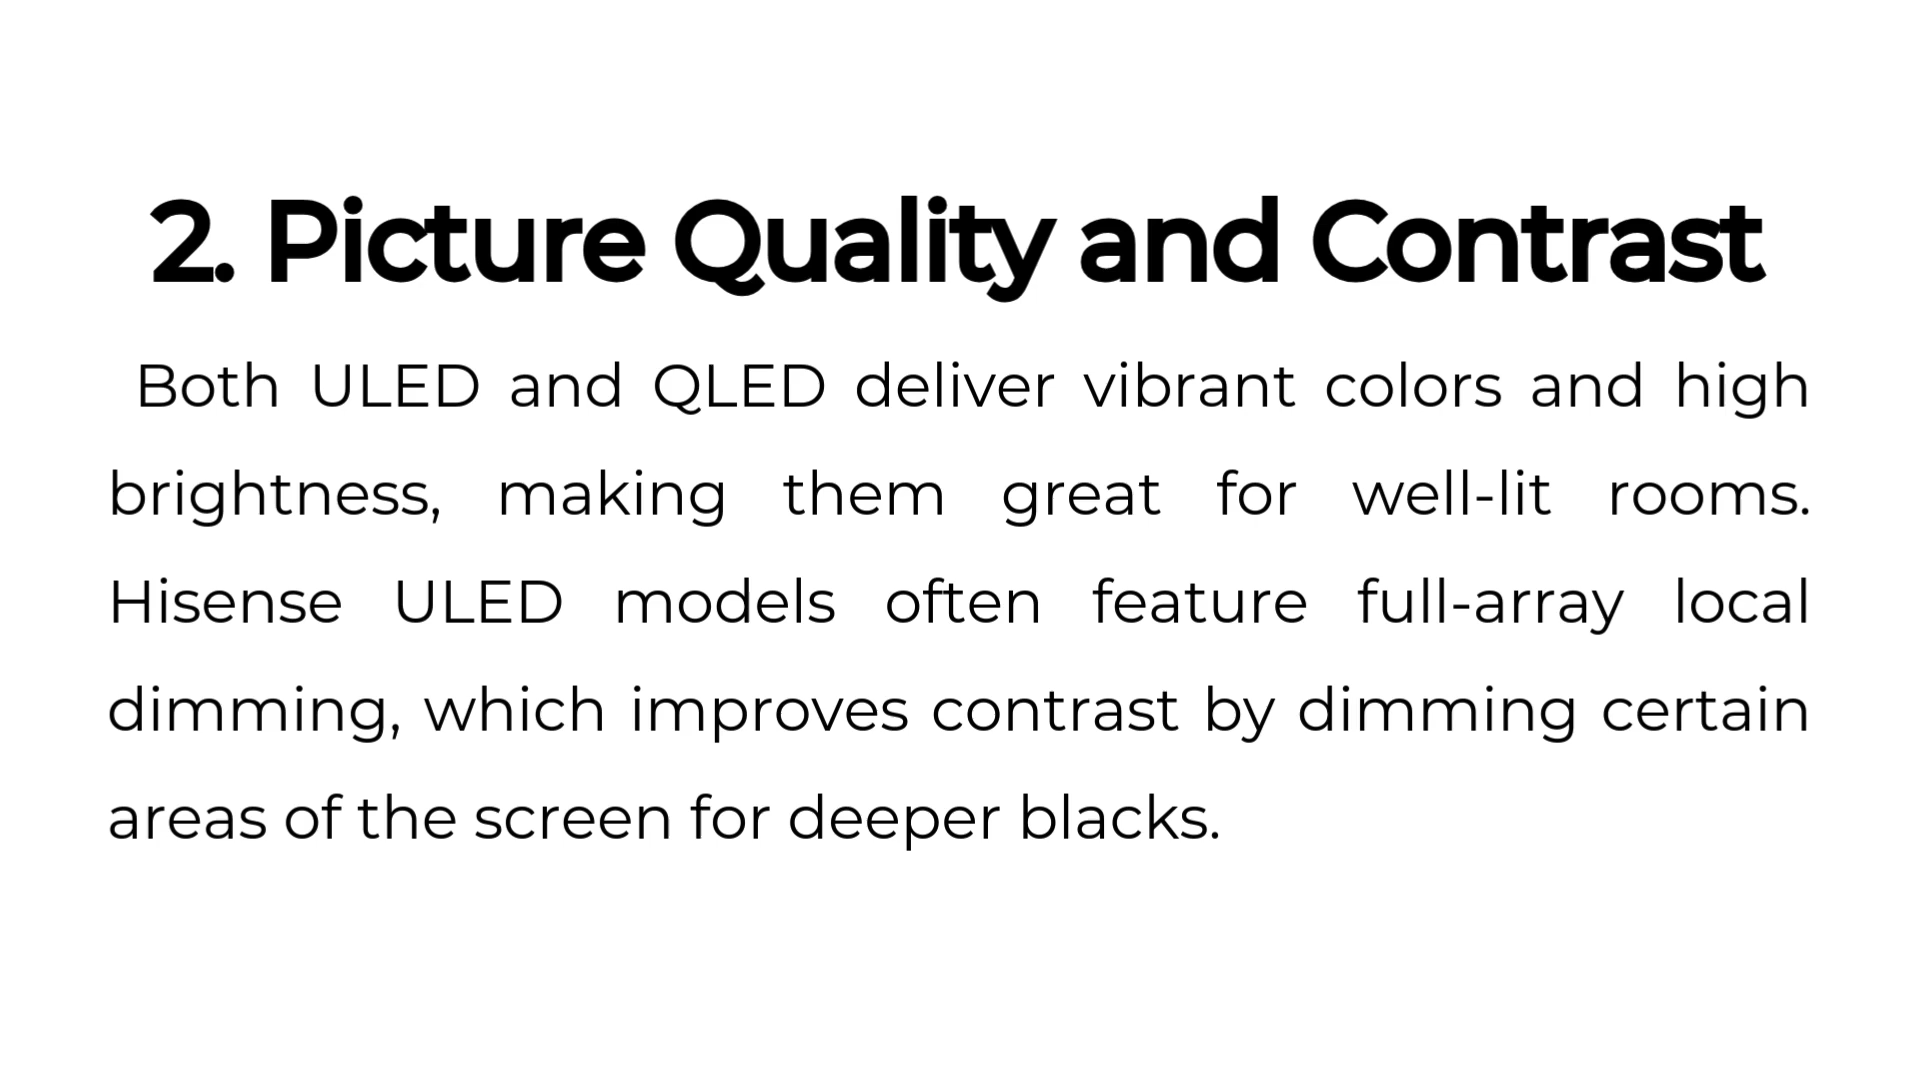 2. Picture Quality and Contrast
Both ULED and QLED deliver vibrant colors and high
brightness, making them great for well-lit rooms.
Hisense ULED models often feature full-array local
dimming, which improves contrast by dimming certain
areas of the screen for deeper blacks.